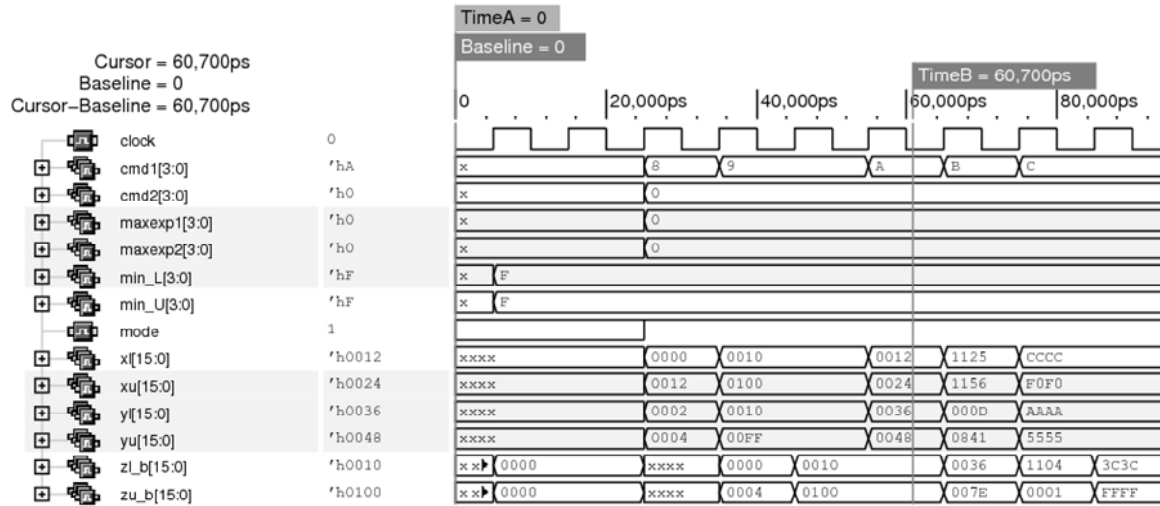 TimeA = 0
Baseline = 0
Cursor = 60,700ps
Baseline = 0
Cursor-Baseline = 60,700ps
TimeB = 60,700ps
0 20,000ps 40,000ps 60,000ps 80,000ps
clock 0
cmd1[3:0] 'hA x 8 9 A B C
cmd2[3:0] 'h0 x 0
maxexp1[3:0] 'h0 x 0
maxexp2[3:0] 'h0 x 0
min_L[3:0] 'hF x F
min_U[3:0] 'hF x F
mode 1
xl[15:0] 'h0012 xxxx 0000 0010 0012 1125 CCCC
xu[15:0] 'h0024 xxxx 0012 0100 0024 1156 F0F0
yl[15:0] 'h0036 xxxx 0002 0010 0036 000D AAAA
yu[15:0] 'h0048 xxxx 0004 00FF 0048 0841 5555
zl_b[15:0] 'h0010 xx 0000 xxxx 0000 0010 0036 1104 3C3C
zu_b[15:0] 'h0100 xx 0000 xxxx 0004 0100 007E 0001 FFFF